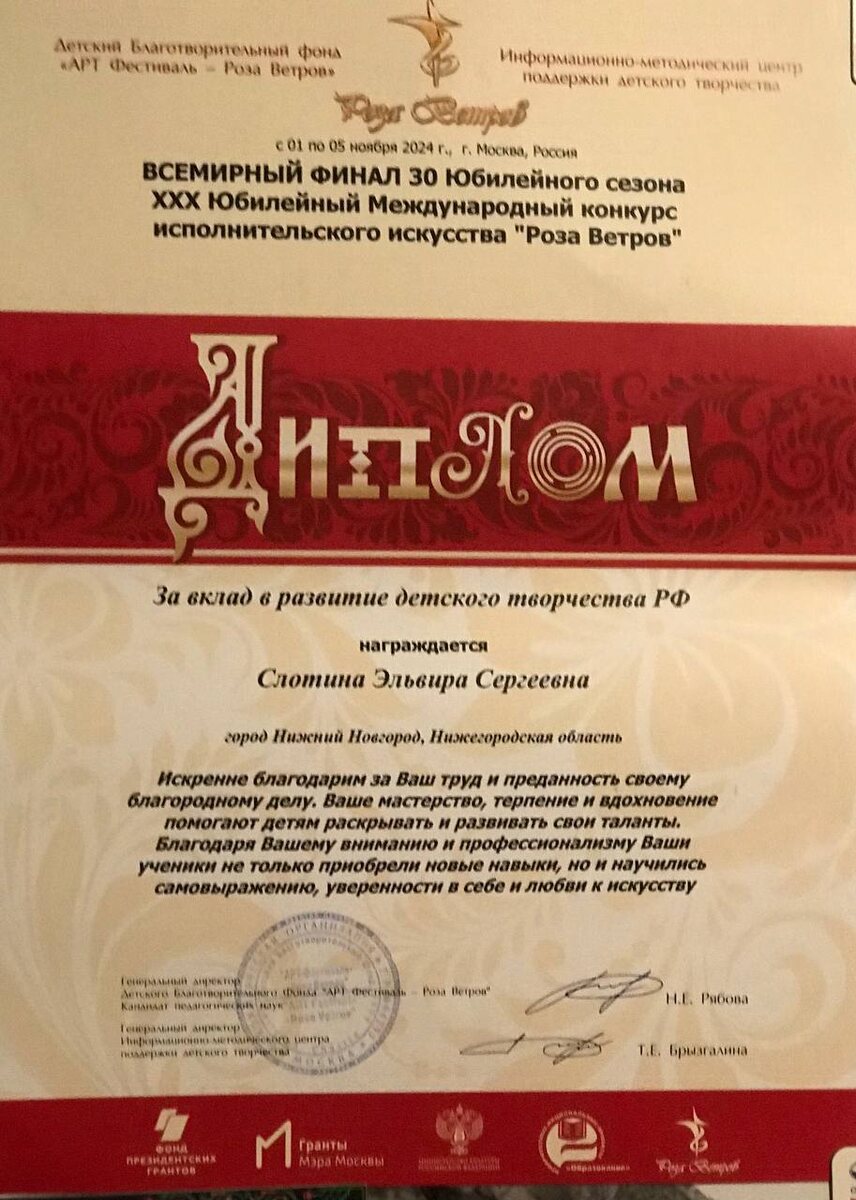 Детский Благотворительный фонд
«АРТ Фестиваль – Роза Ветров»
Информационно-методический центр
поддержки детского творчества
Роза Ветров
с 01 по 05 ноября 2024 г., г. Москва, Россия
ВСЕМИРНЫЙ ФИНАЛ 30 Юбилейного сезона
XXX Юбилейный Международный конкурс
исполнительского искусства "Роза Ветров"
Диплом
За вклад в развитие детского творчества РФ
награждается
Слотина Эльвира Сергеевна
город Нижний Новгород, Нижегородская область
Искренне благодарим за Ваш труд и преданность своему
благородному делу. Ваше мастерство, терпение и вдохновение
помогают детям раскрывать и развивать свои таланты.
Благодаря Вашему вниманию и профессионализму Ваши
ученики не только приобрели новые навыки, но и научились
самовыражению, уверенности в себе и любви к искусству
Генеральный директор
Детского Благотворительного Фонда "АРТ Фестиваль – Роза Ветров"
Кандидат педагогических наук
Н.Е. Рябова
Генеральный директор
Информационно-методического центра
поддержки детского творчества
Т.Е. Брызгалина
МОСКВА
ФОНД
ПРЕЗИДЕНТСКИХ
ГРАНТОВ
Гранты
Мэра Москвы
«Образование»
Роза Ветров